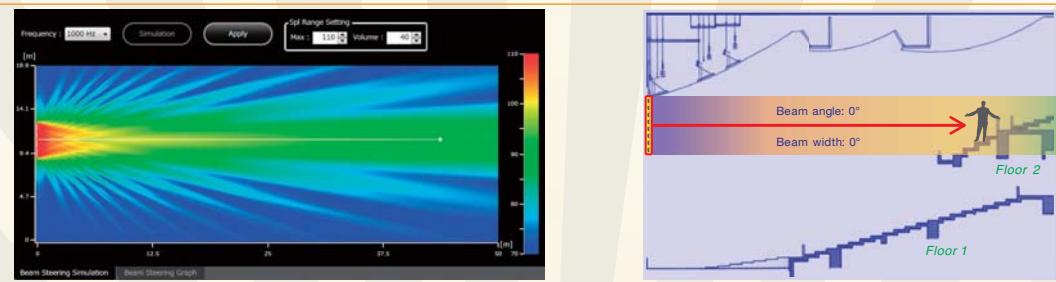 Frequency : 1000 Hz Simulation Apply Spl Range Setting Max : 110 Volume : 40
[m]
18.8
14.1
9.4
4.7
0
0 12.5 25 37.5 50 [m]
110
100
90
80
70
Beam Steering Simulation Beam Steering Graph
Beam angle: 0°
Beam width: 0°
Floor 2
Floor 1